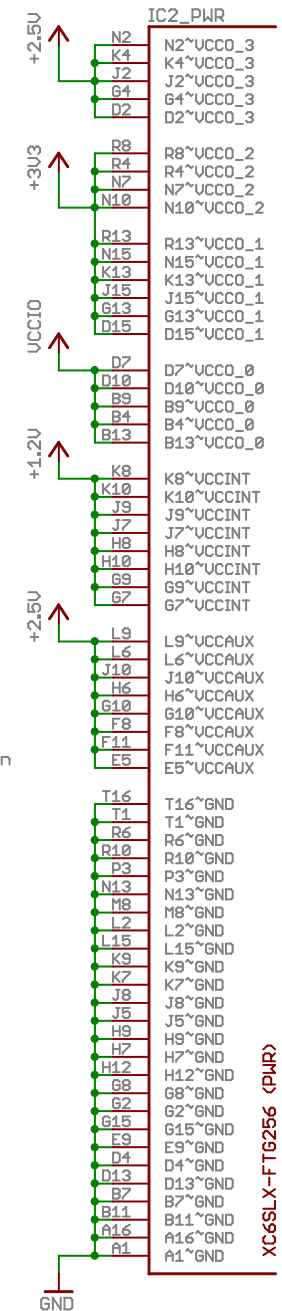 IC2_PWR
+2.5V
N2 N2~VCCO_3
K4 K4~VCCO_3
J2 J2~VCCO_3
G4 G4~VCCO_3
D2 D2~VCCO_3
+3V3
R8 R8~VCCO_2
R4 R4~VCCO_2
N7 N7~VCCO_2
N10 N10~VCCO_2
R13 R13~VCCO_1
N15 N15~VCCO_1
K13 K13~VCCO_1
J15 J15~VCCO_1
G13 G13~VCCO_1
D15 D15~VCCO_1
VCCIO
D7 D7~VCCO_0
D10 D10~VCCO_0
B9 B9~VCCO_0
B4 B4~VCCO_0
B13 B13~VCCO_0
+1.2V
K8 K8~VCCINT
K10 K10~VCCINT
J9 J9~VCCINT
J7 J7~VCCINT
H8 H8~VCCINT
H10 H10~VCCINT
G9 G9~VCCINT
G7 G7~VCCINT
+2.5V
L9 L9~VCCAUX
L6 L6~VCCAUX
J10 J10~VCCAUX
H6 H6~VCCAUX
G10 G10~VCCAUX
F8 F8~VCCAUX
F11 F11~VCCAUX
E5 E5~VCCAUX
n
T16 T16~GND
T1 T1~GND
R6 R6~GND
R10 R10~GND
P3 P3~GND
N13 N13~GND
M8 M8~GND
L2 L2~GND
L15 L15~GND
K9 K9~GND
K7 K7~GND
J8 J8~GND
J5 J5~GND
H9 H9~GND
H7 H7~GND
H12 H12~GND
G8 G8~GND
G2 G2~GND
G15 G15~GND
E9 E9~GND
D4 D4~GND
D13 D13~GND
B7 B7~GND
B11 B11~GND
A16 A16~GND
A1 A1~GND
XC6SLX-FTG256 (PWR)
GND